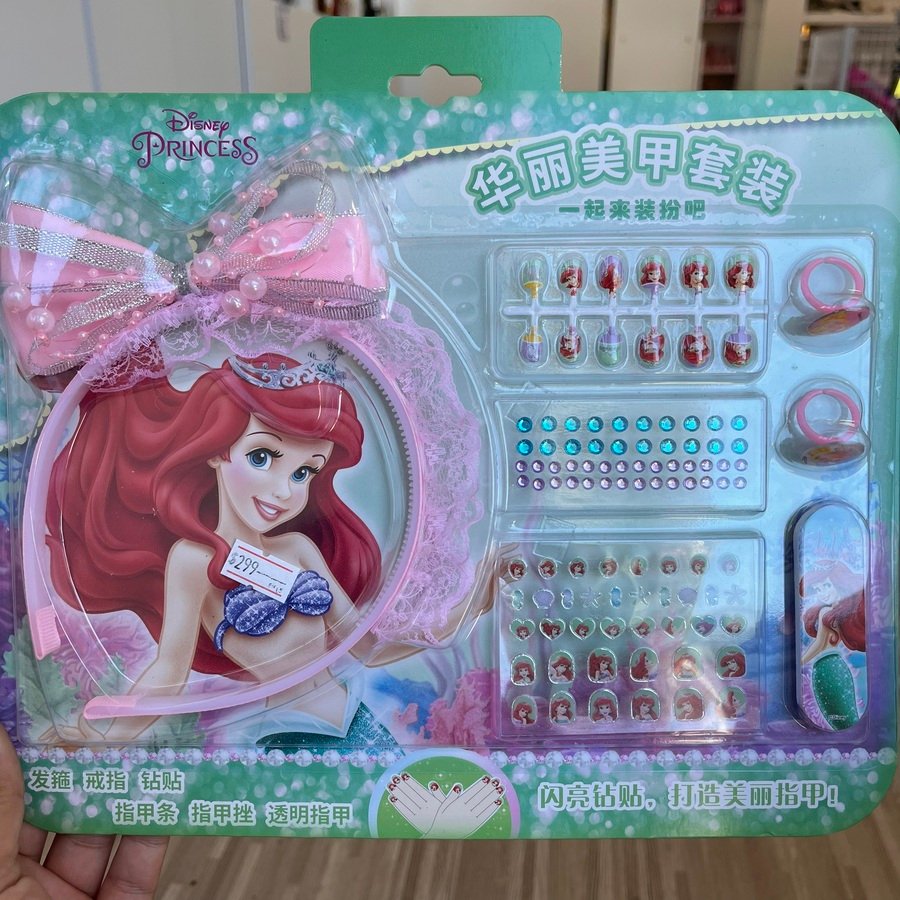 Disney
PRINCESS
华丽美甲套装
一起来装扮吧
$299
发箍 戒指 钻贴
指甲条 指甲挫 透明指甲
闪亮钻贴，打造美丽指甲！